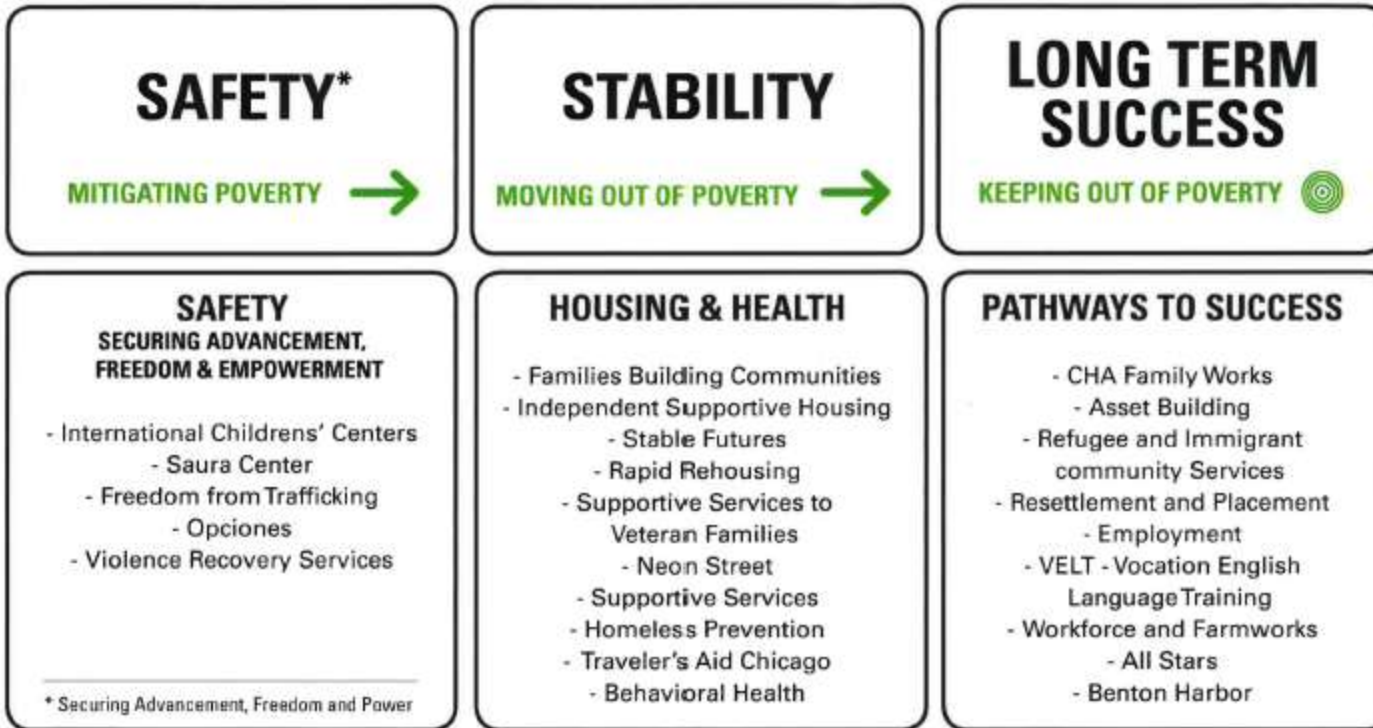 SAFETY*
MITIGATING POVERTY
STABILITY
MOVING OUT OF POVERTY
LONG TERM
SUCCESS
KEEPING OUT OF POVERTY
SAFETY
SECURING ADVANCEMENT,
FREEDOM & EMPOWERMENT
- International Childrens' Centers
- Saura Center
- Freedom from Trafficking
- Opciones
- Violence Recovery Services
* Securing Advancement, Freedom and Power
HOUSING & HEALTH
- Families Building Communities
- Independent Supportive Housing
- Stable Futures
- Rapid Rehousing
- Supportive Services to
Veteran Families
- Neon Street
- Supportive Services
- Homeless Prevention
- Traveler's Aid Chicago
- Behavioral Health
PATHWAYS TO SUCCESS
- CHA Family Works
- Asset Building
- Refugee and Immigrant
community Services
- Resettlement and Placement
- Employment
- VELT - Vocation English
Language Training
- Workforce and Farmworks
- All Stars
- Benton Harbor